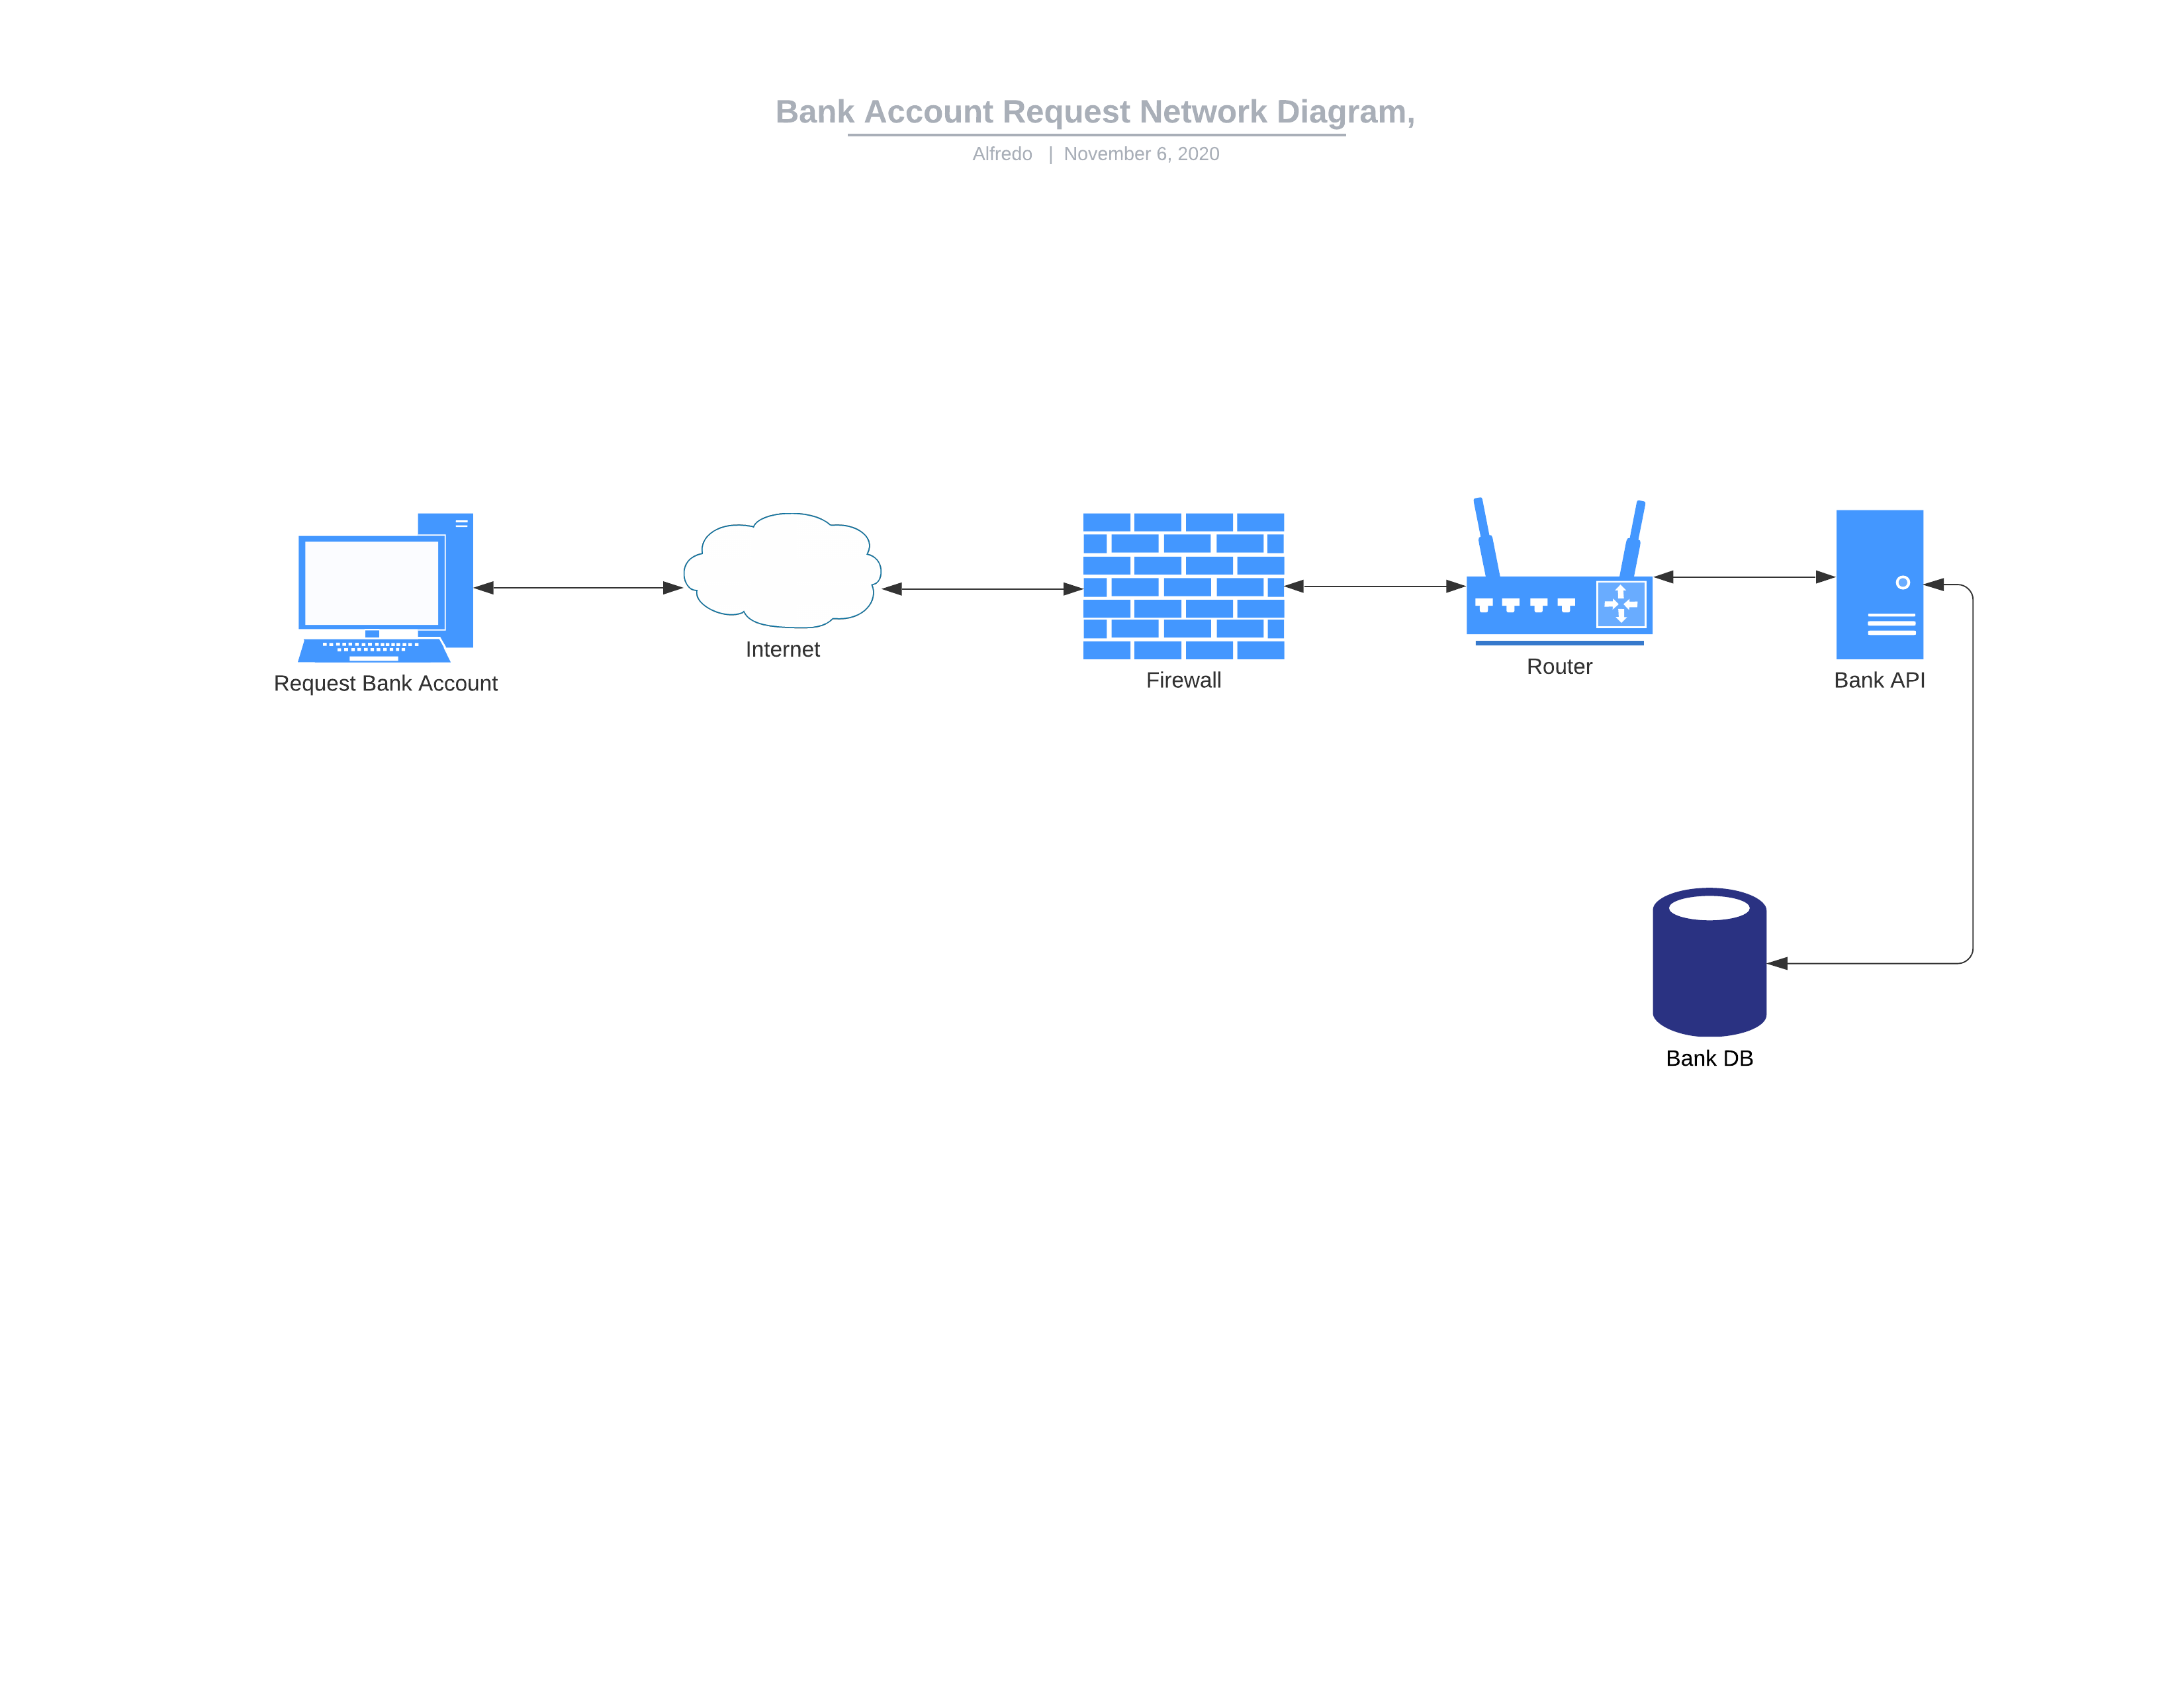 Bank Account Request Network Diagram,
Alfredo | November 6, 2020
Internet
Router
Request Bank Account
Firewall
Bank API
Bank DB